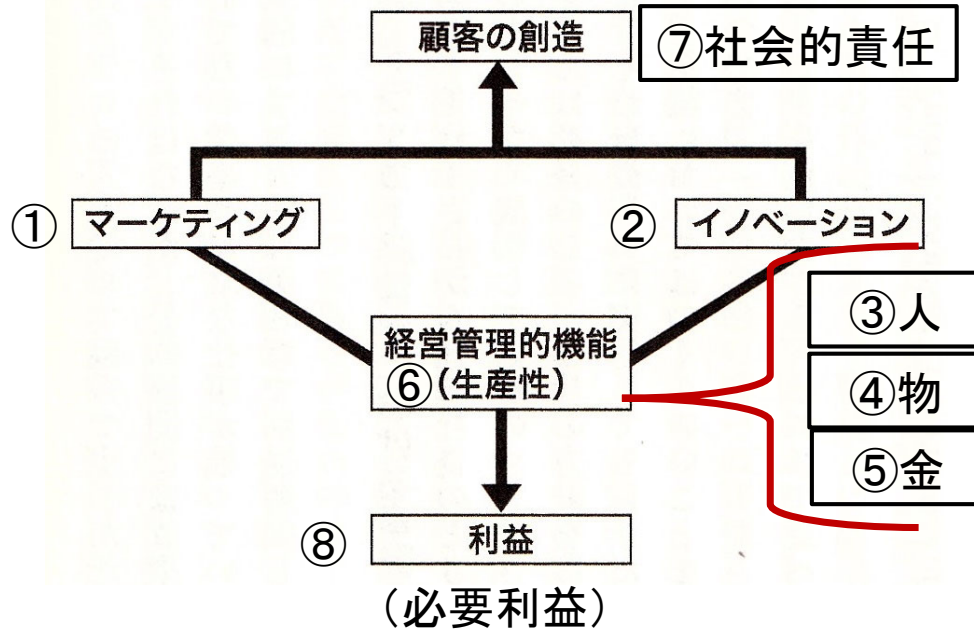 顧客の創造
⑦社会的責任
① マーケティング
② イノベーション
③人
経営管理的機能
⑥(生産性)
④物
⑤金
⑧ 利益
(必要利益)